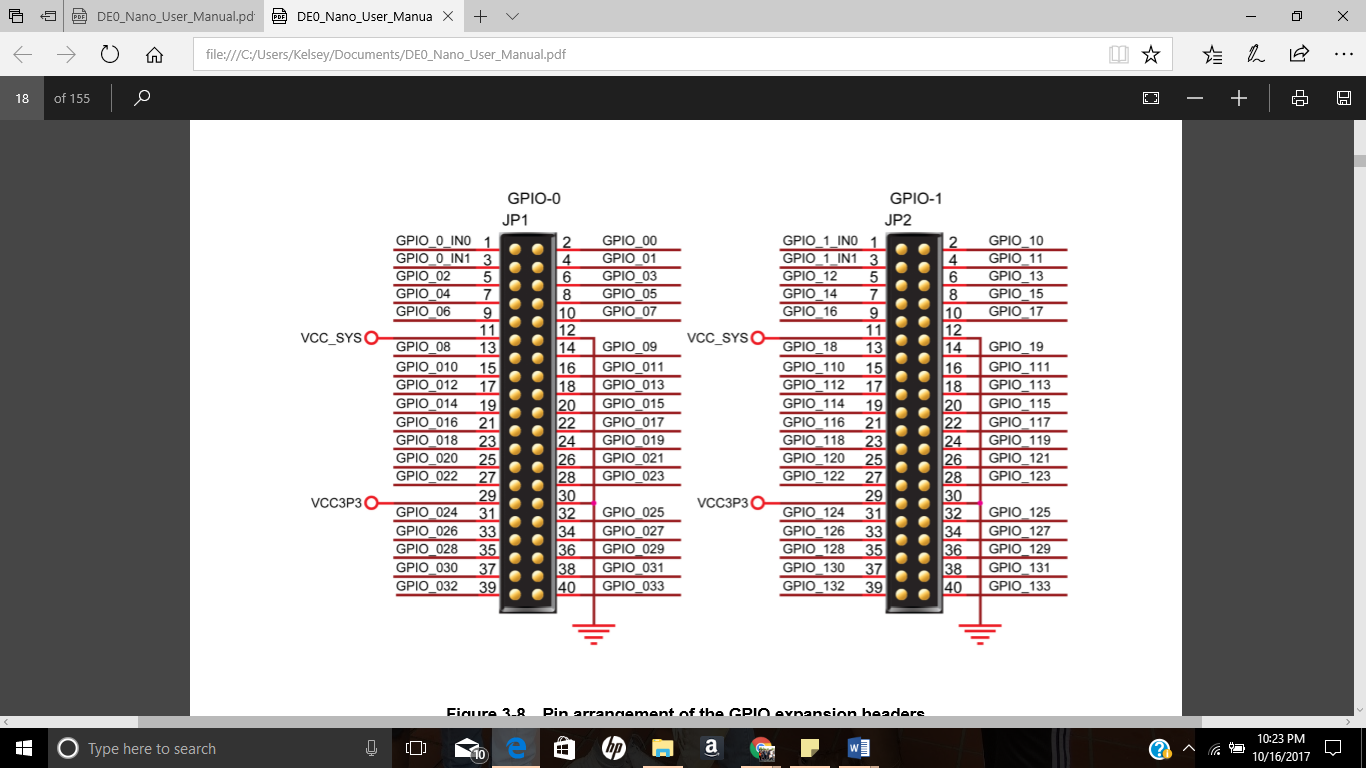 DE0_Nano_User_Manual.pd
DE0_Nano_User_Manua
file:///C:/Users/Kelsey/Documents/DE0_Nano_User_Manual.pdf
18 of 155
GPIO-0
JP1
GPIO_0_IN0 1 2 GPIO_00
GPIO_0_IN1 3 4 GPIO_01
GPIO_02 5 6 GPIO_03
GPIO_04 7 8 GPIO_05
GPIO_06 9 10 GPIO_07
VCC_SYS 11 12
GPIO_08 13 14 GPIO_09
GPIO_010 15 16 GPIO_011
GPIO_012 17 18 GPIO_013
GPIO_014 19 20 GPIO_015
GPIO_016 21 22 GPIO_017
GPIO_018 23 24 GPIO_019
GPIO_020 25 26 GPIO_021
GPIO_022 27 28 GPIO_023
VCC3P3 29 30
GPIO_024 31 32 GPIO_025
GPIO_026 33 34 GPIO_027
GPIO_028 35 36 GPIO_029
GPIO_030 37 38 GPIO_031
GPIO_032 39 40 GPIO_033
GPIO-1
JP2
GPIO_1_IN0 1 2 GPIO_10
GPIO_1_IN1 3 4 GPIO_11
GPIO_12 5 6 GPIO_13
GPIO_14 7 8 GPIO_15
GPIO_16 9 10 GPIO_17
VCC_SYS 11 12
GPIO_18 13 14 GPIO_19
GPIO_110 15 16 GPIO_111
GPIO_112 17 18 GPIO_113
GPIO_114 19 20 GPIO_115
GPIO_116 21 22 GPIO_117
GPIO_118 23 24 GPIO_119
GPIO_120 25 26 GPIO_121
GPIO_122 27 28 GPIO_123
VCC3P3 29 30
GPIO_124 31 32 GPIO_125
GPIO_126 33 34 GPIO_127
GPIO_128 35 36 GPIO_129
GPIO_130 37 38 GPIO_131
GPIO_132 39 40 GPIO_133
Figure 3-8 Pin arrangement of the GPIO expansion headers
Type here to search
10
hp
10:23 PM
10/16/2017